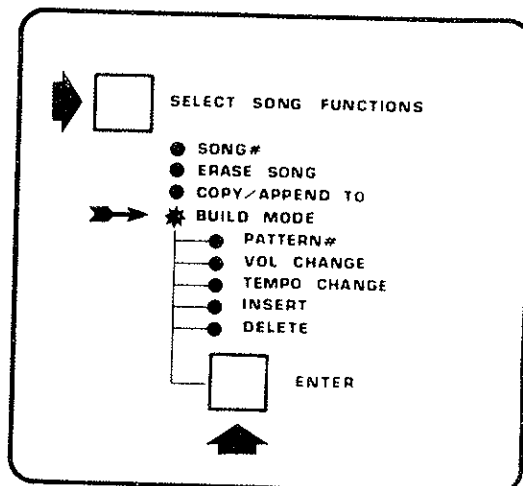 SELECT SONG FUNCTIONS
SONG#
ERASE SONG
COPY/APPEND TO
BUILD MODE
PATTERN#
VOL CHANGE
TEMPO CHANGE
INSERT
DELETE
ENTER